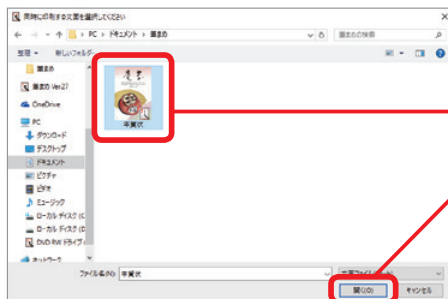 同時に印刷する文面を選択してください
PC > ドキュメント > 筆まめ
筆まめの検索
整理 新しいフォルダー
筆まめ
筆まめ Ver27
OneDrive
PC
ダウンロード
デスクトップ
ドキュメント
ピクチャ
ビデオ
ミュージック
ローカル ディスク (C
ローカル ディスク (D
DVD RW ドライブ (
ネットワーク
年賀状
ファイル名(N): 年賀状
開く(O) キャンセル